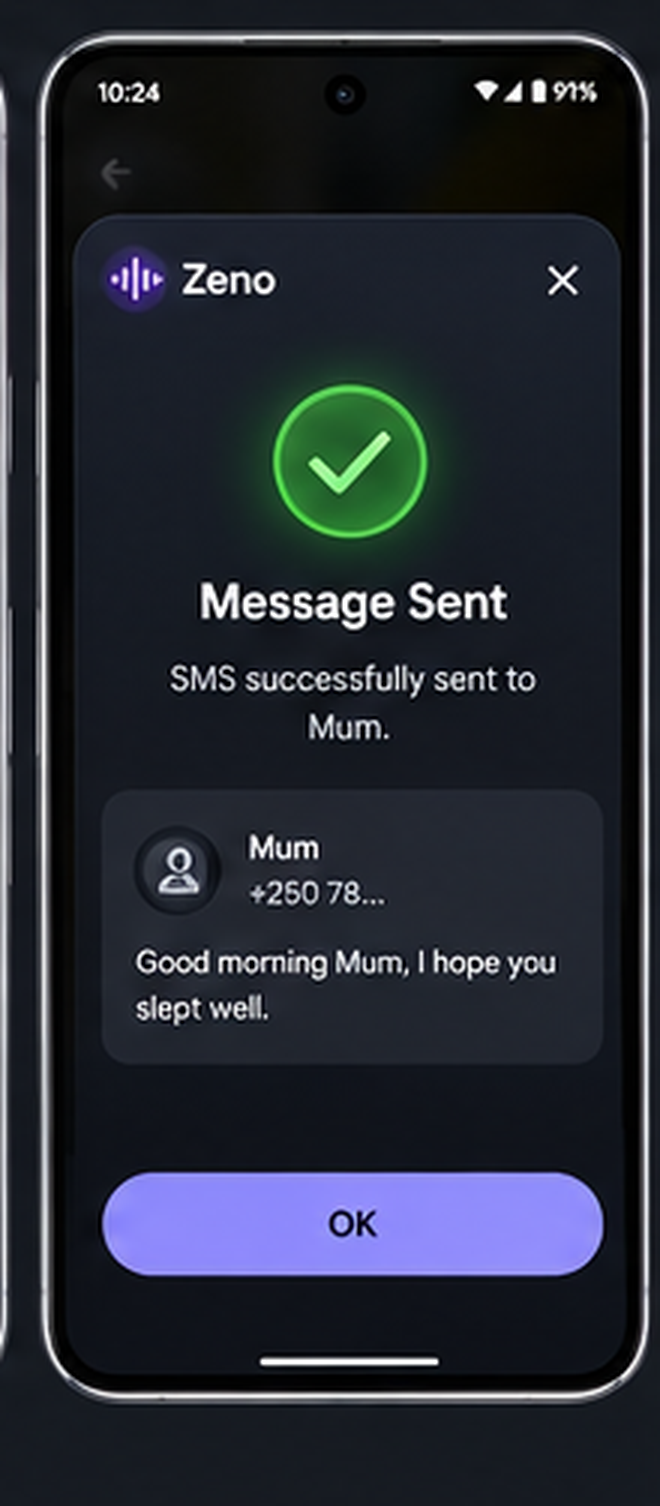 10:24
91%
Zeno
Message Sent
SMS successfully sent to
Mum.
Mum
+250 78...
Good morning Mum, I hope you
slept well.
OK